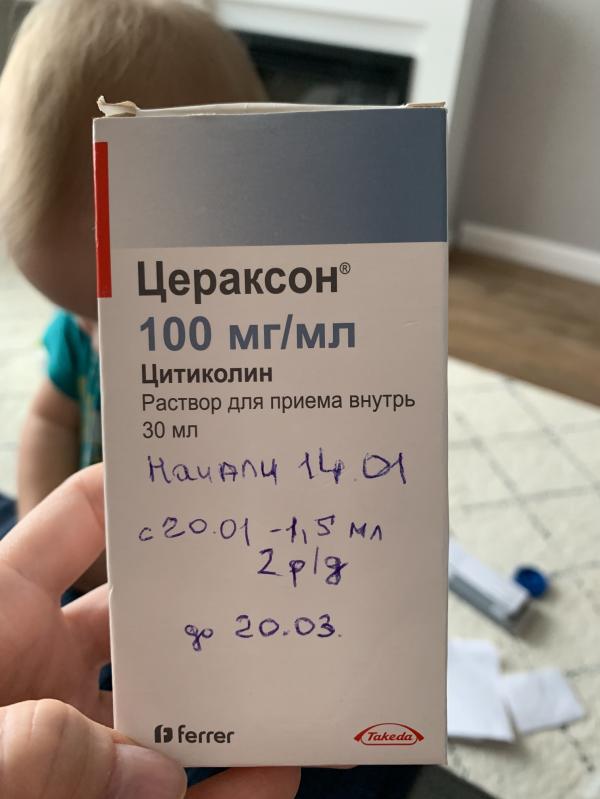 Цераксон®
100 мг/мл
Цитиколин
Раствор для приема внутрь
30 мл
Начали 14.01
с 20.01 - 1,5 мл
2 р/д
до 20.03.
ferrer
Takeda